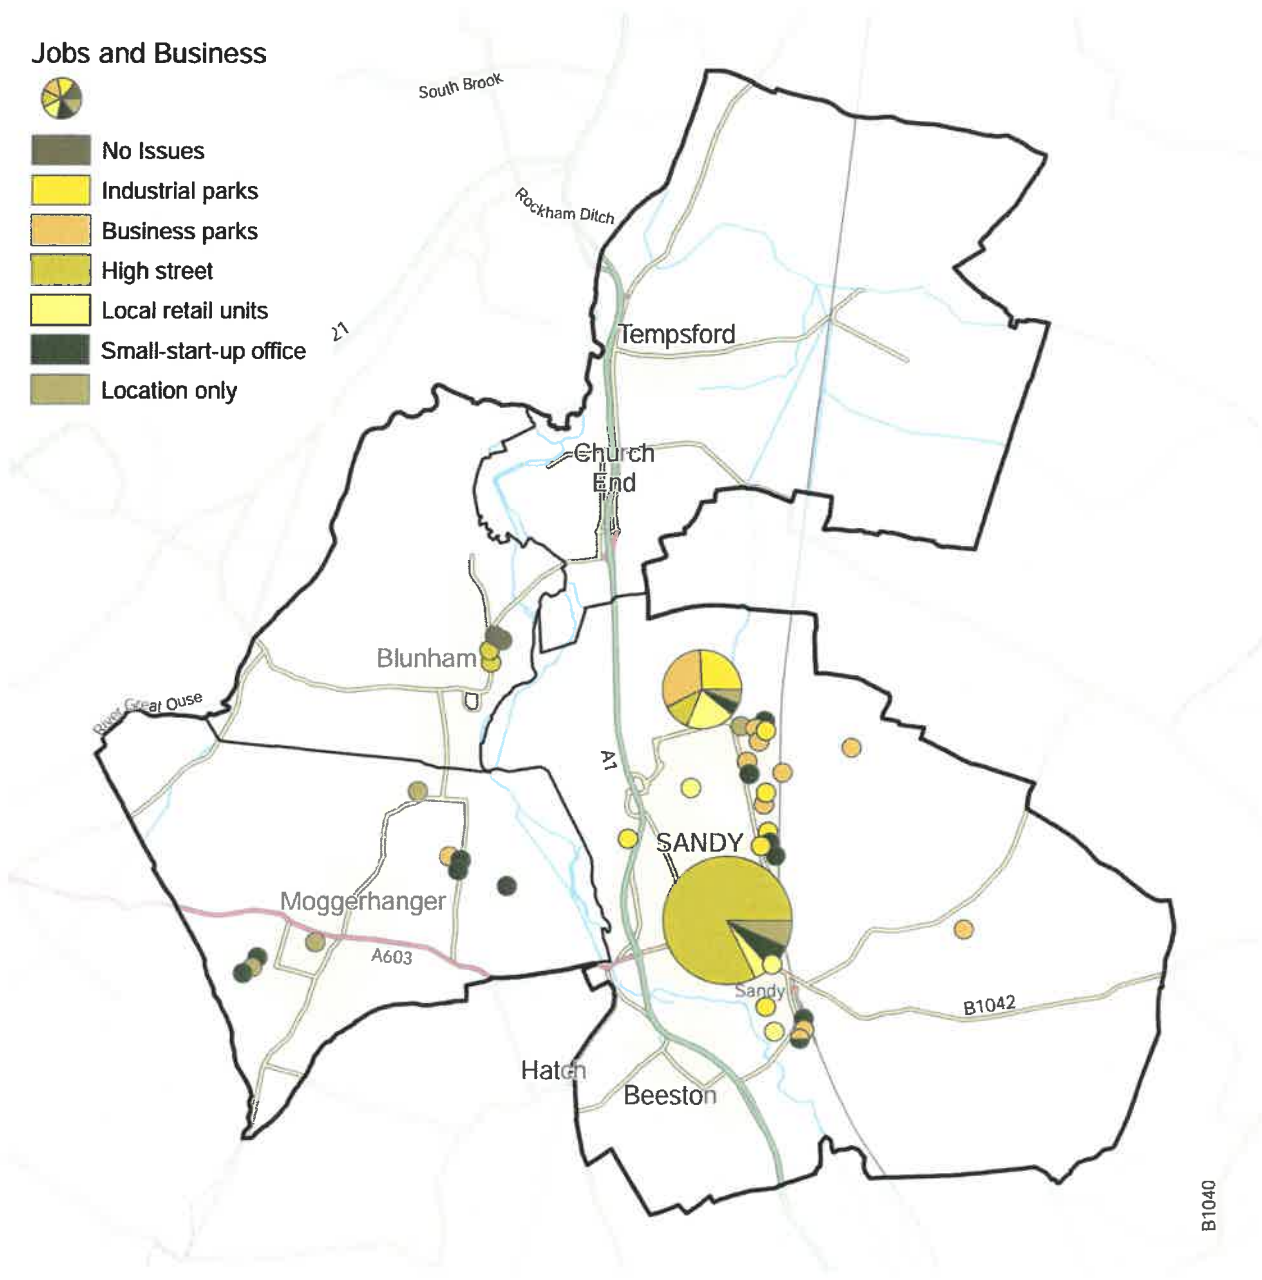 Jobs and Business
No Issues
Industrial parks
Business parks
High street
Local retail units
Small-start-up office
Location only
South Brook
Rockham Ditch
21
Tempsford
Church
End
Blunham
River Great Ouse
A1
SANDY
Moggerhanger
A603
Sandy
B1042
Hatch
Beeston
B1040